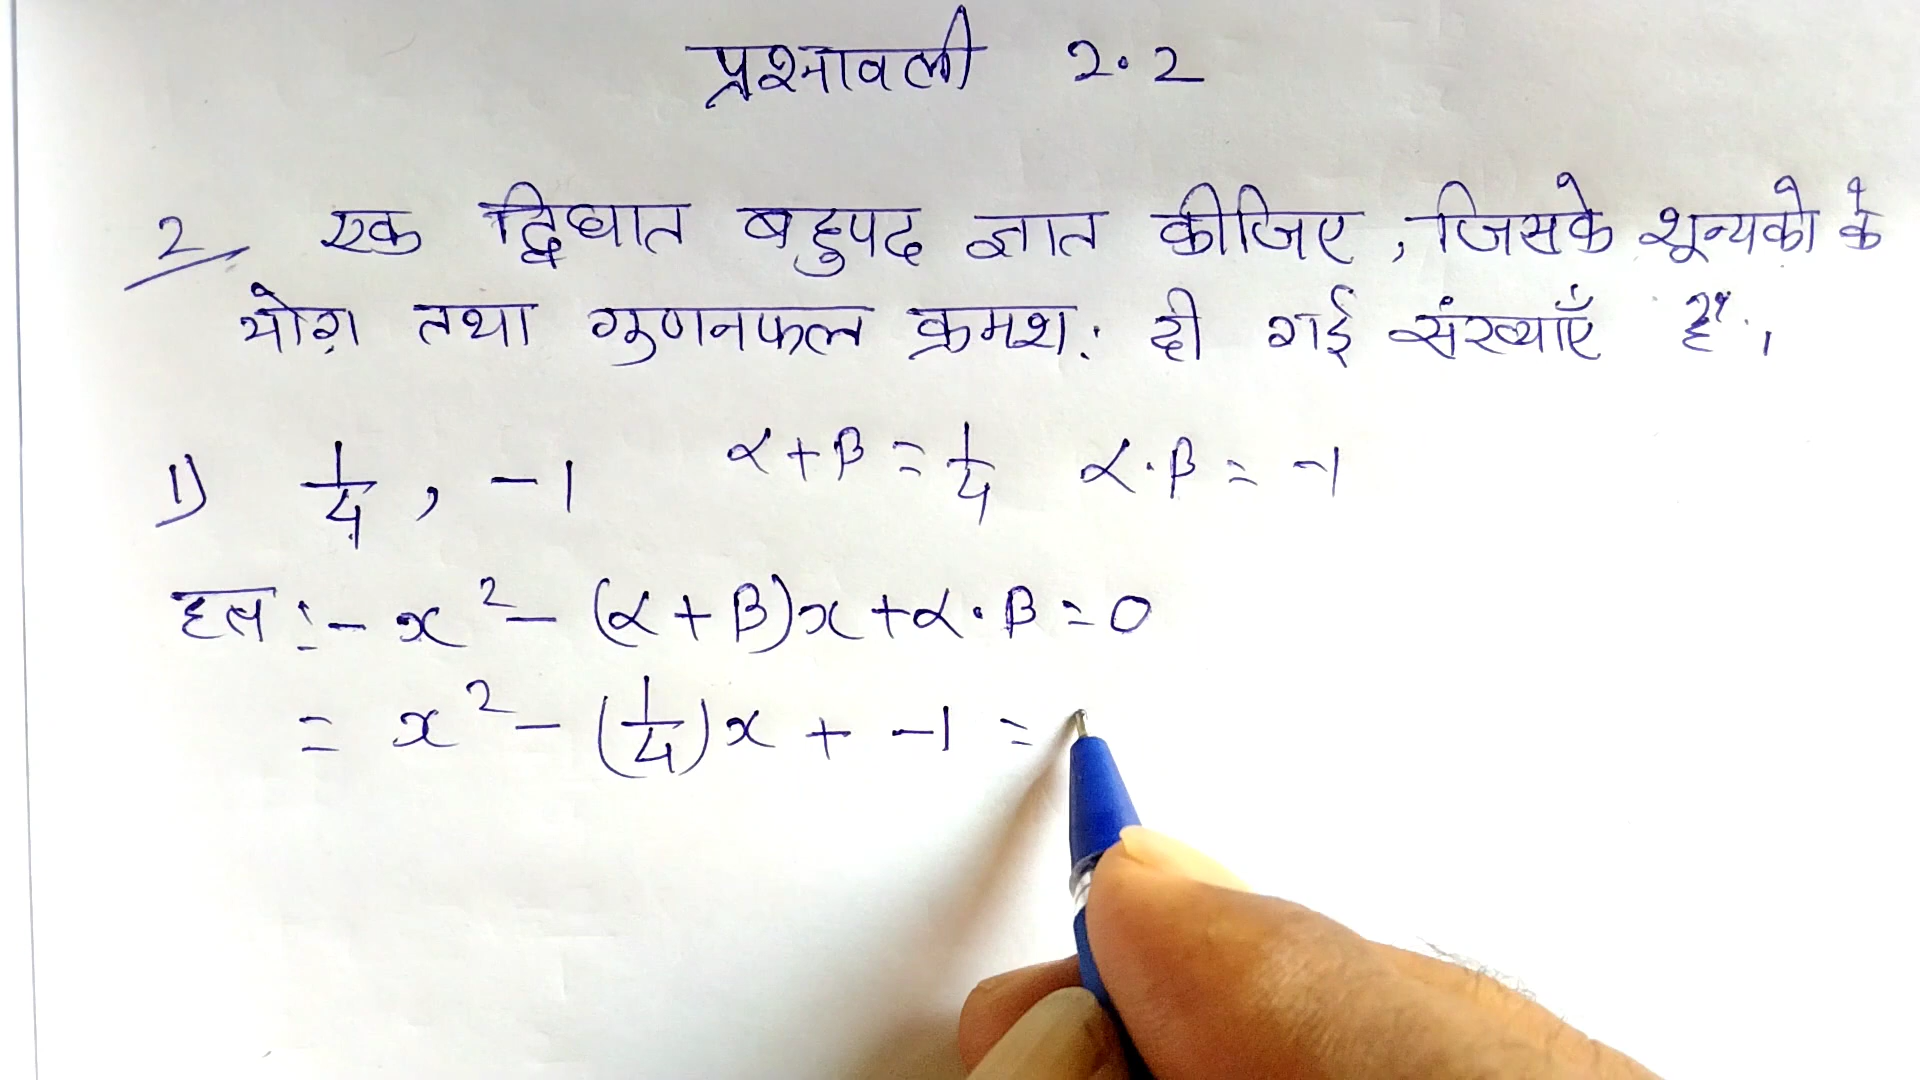 प्रश्नावली 2.2
2 एक द्विघात बहुपद ज्ञात कीजिए, जिसके शून्यको के
योग तथा गुणनफल क्रमश: दी गई संख्याएँ हैं।
1) 1/4, -1 α+β = 1/4 α·β = -1
हल :- x² - (α+β)x+α·β=0
= x² - (1/4)x + -1 =